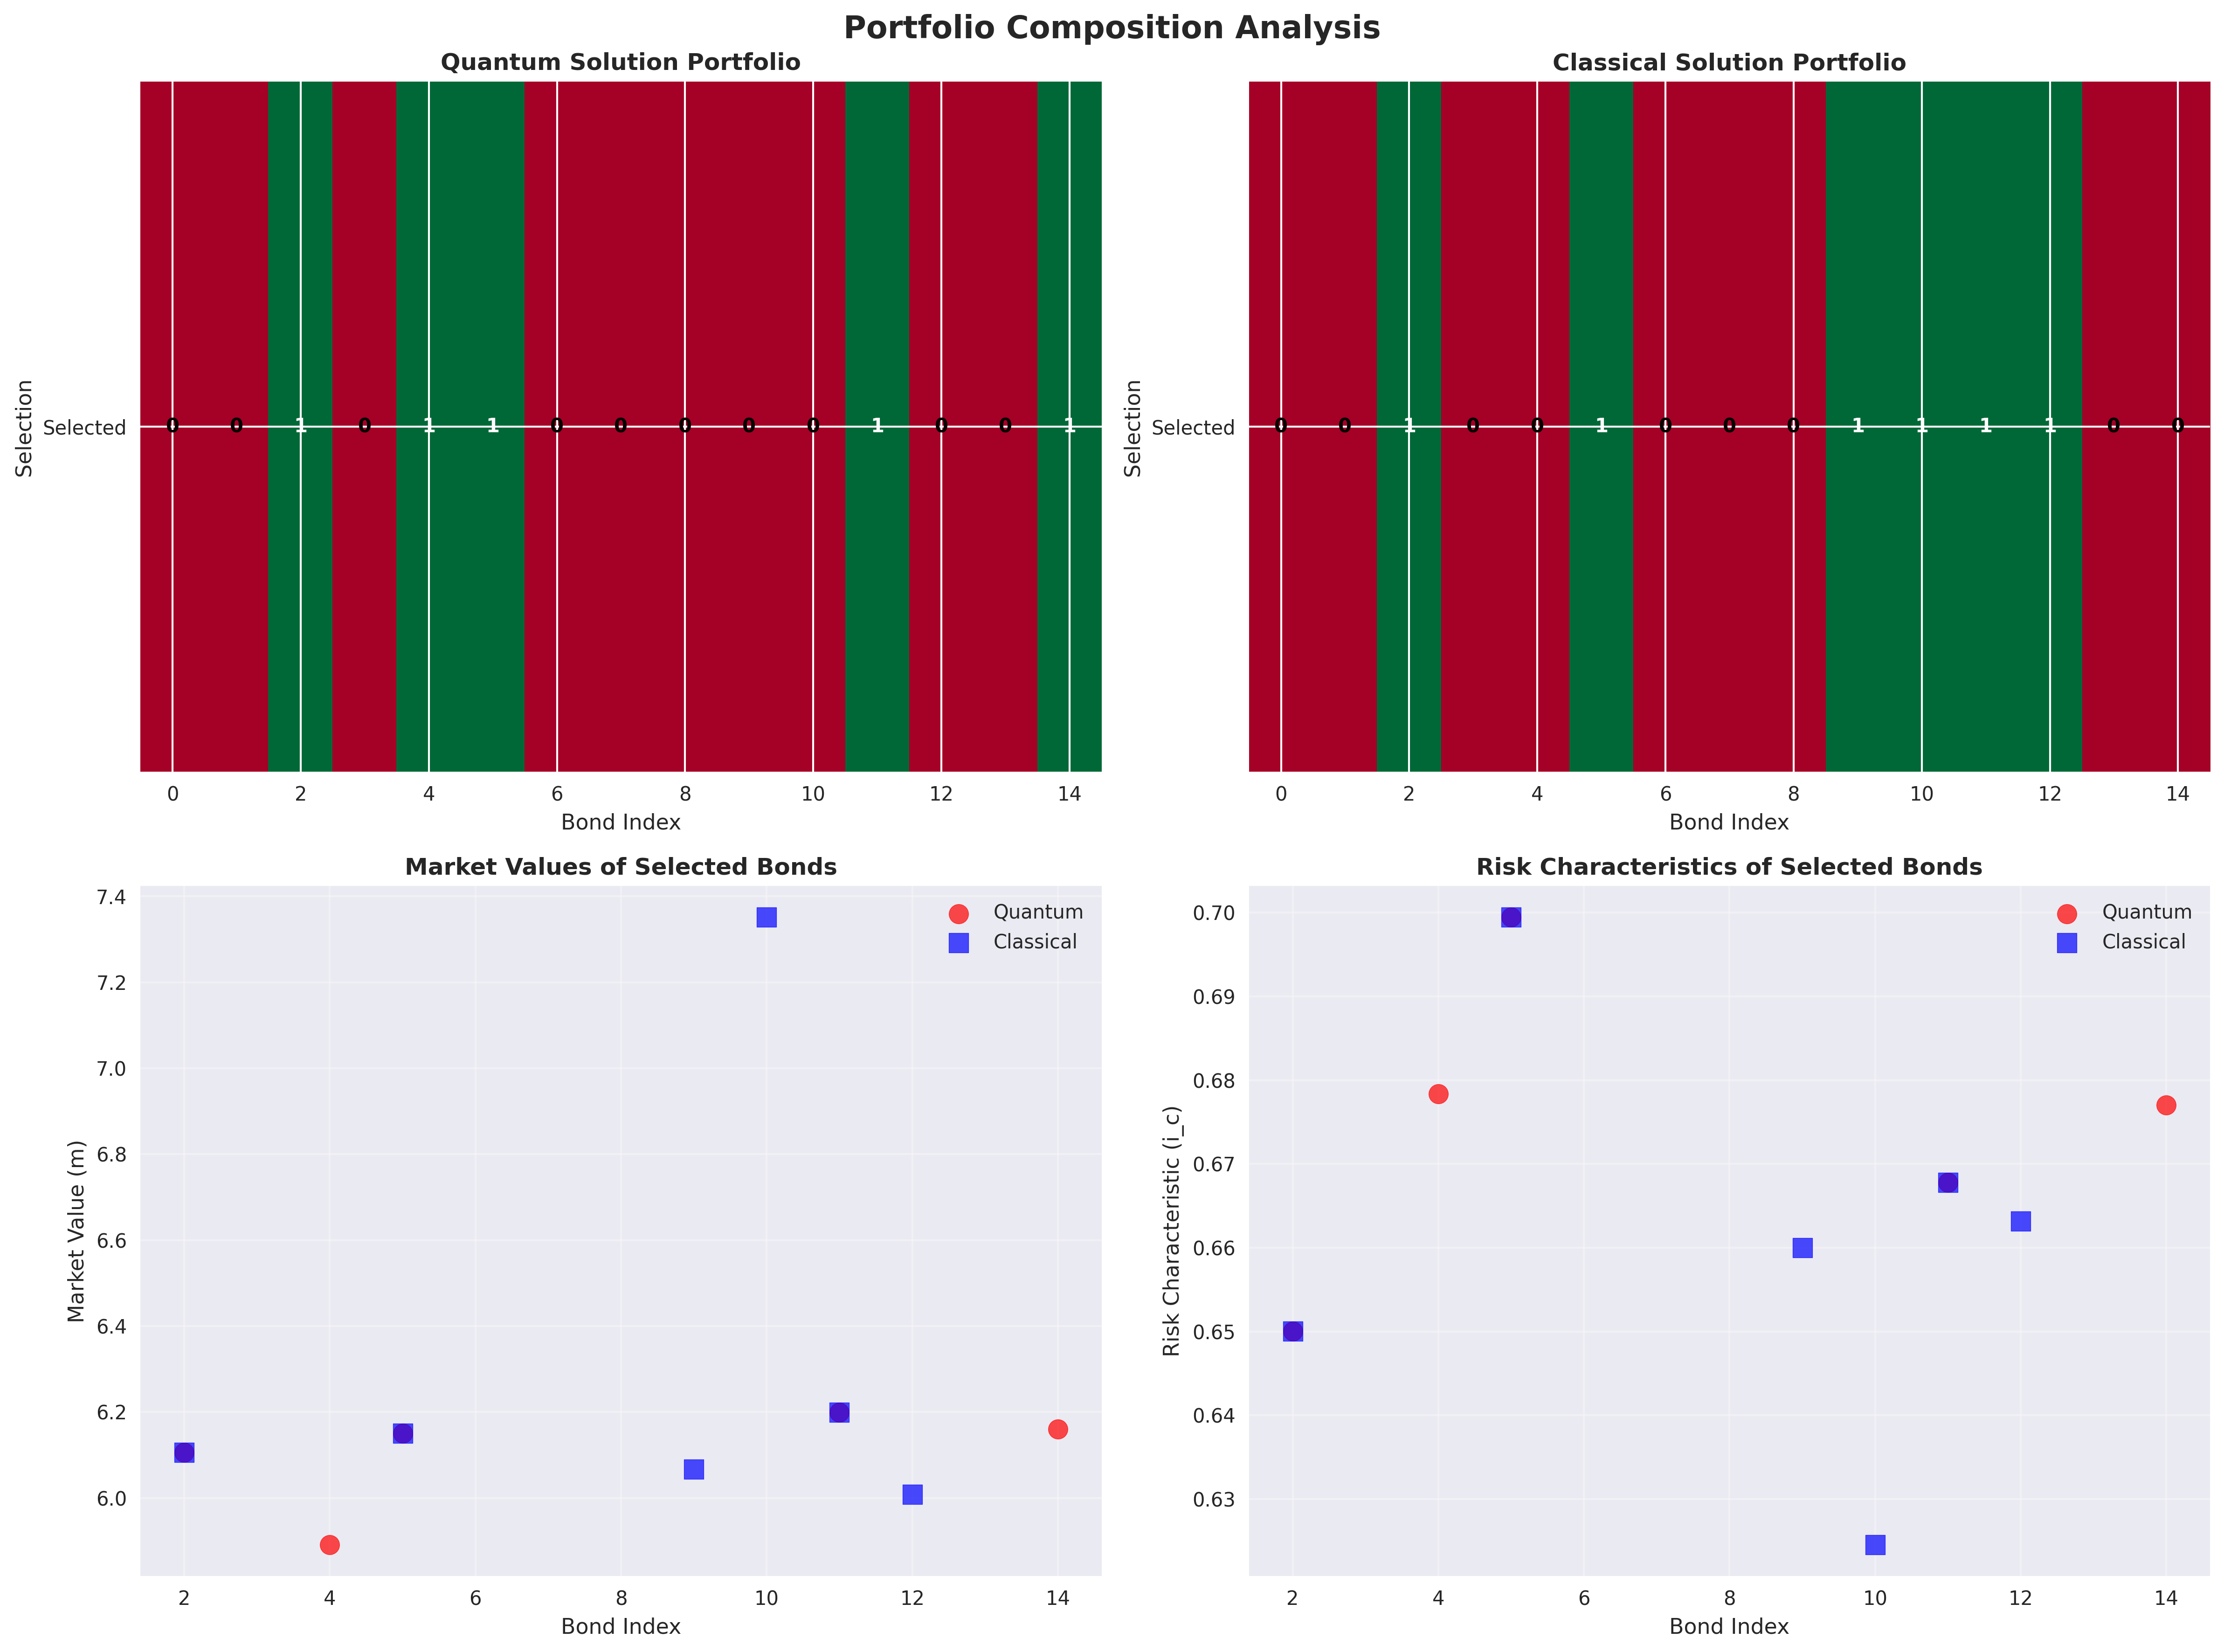 Portfolio Composition Analysis
Quantum Solution Portfolio
Selection
Selected
0 0 1 0 1 1 0 0 0 0 0 1 0 0 1
0 2 4 6 8 10 12 14
Bond Index
Classical Solution Portfolio
Selection
Selected
0 0 1 0 0 1 0 0 0 1 1 1 1 0 0
0 2 4 6 8 10 12 14
Bond Index
Market Values of Selected Bonds
Quantum
Classical
Market Value (m)
7.4
7.2
7.0
6.8
6.6
6.4
6.2
6.0
2 4 6 8 10 12 14
Bond Index
Risk Characteristics of Selected Bonds
Quantum
Classical
Risk Characteristic (i_c)
0.70
0.69
0.68
0.67
0.66
0.65
0.64
0.63
2 4 6 8 10 12 14
Bond Index